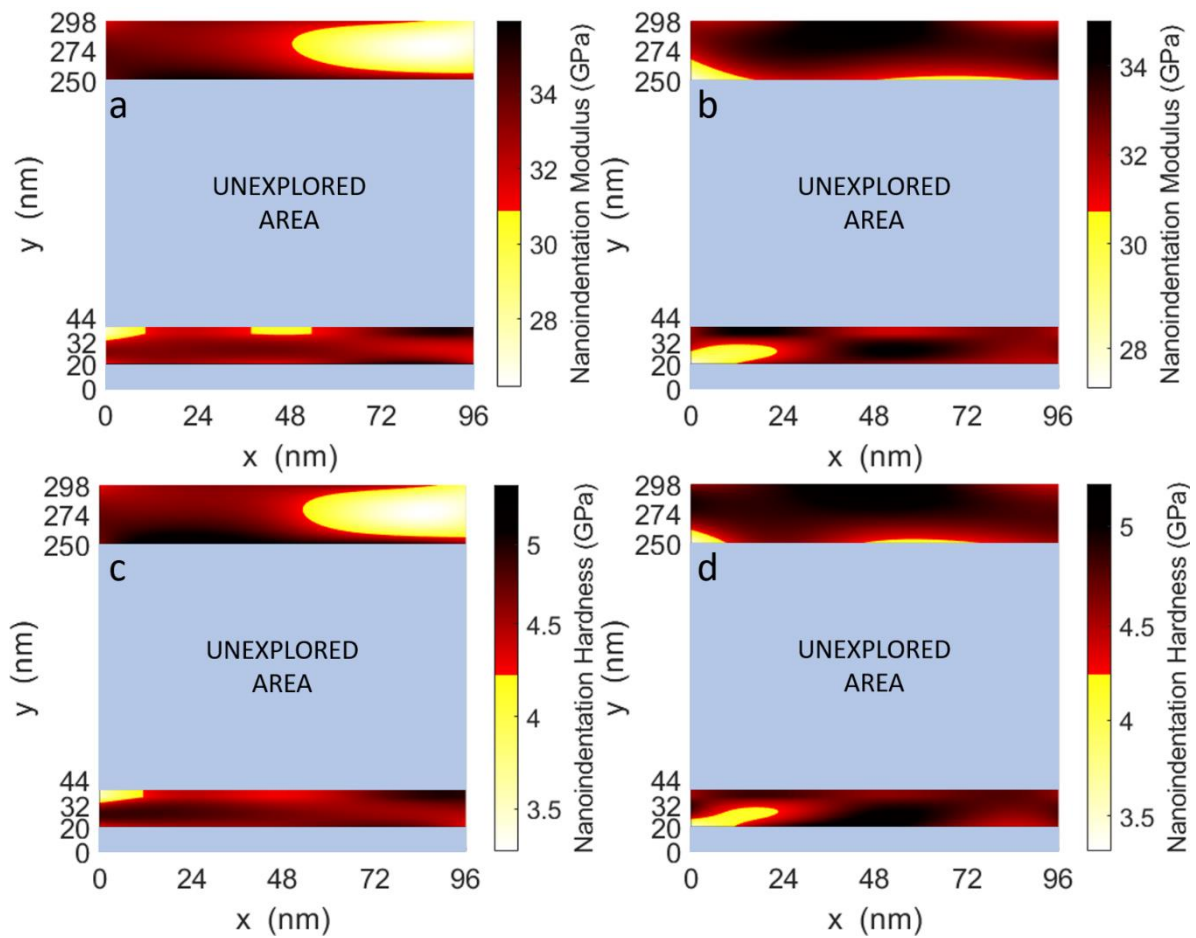 298
274
250
a
UNEXPLORED
AREA
44
32
20
0
y (nm)
0 24 48 72 96
x (nm)
34
32
30
28
Nanoindentation Modulus (GPa)
298
274
250
b
UNEXPLORED
AREA
44
32
20
0
y (nm)
0 24 48 72 96
x (nm)
34
32
30
28
Nanoindentation Modulus (GPa)
298
274
250
c
UNEXPLORED
AREA
44
32
20
0
y (nm)
0 24 48 72 96
x (nm)
5
4.5
4
3.5
Nanoindentation Hardness (GPa)
298
274
250
d
UNEXPLORED
AREA
44
32
20
0
y (nm)
0 24 48 72 96
x (nm)
5
4.5
4
3.5
Nanoindentation Hardness (GPa)